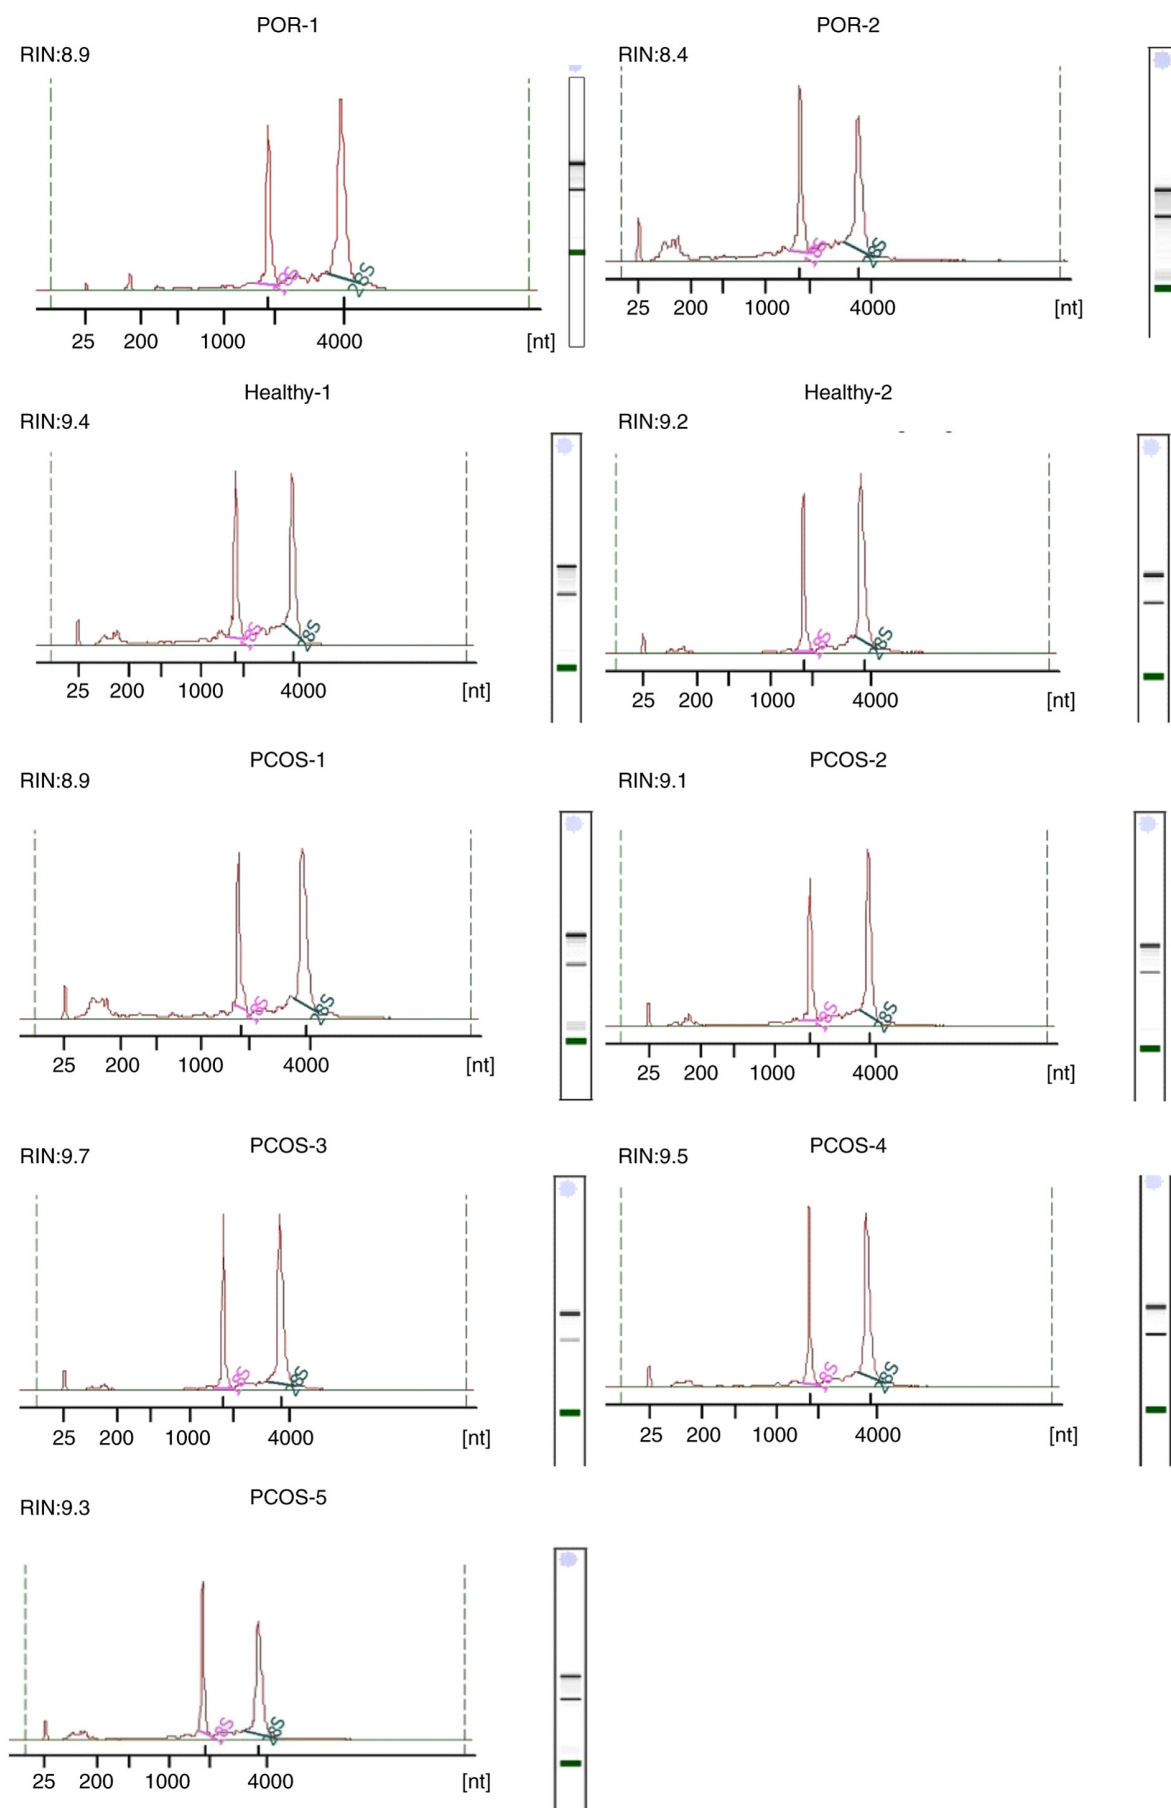 POR-1
RIN:8.9
18S
28S
25 200 1000 4000 [nt]
POR-2
RIN:8.4
18S
28S
25 200 1000 4000 [nt]
Healthy-1
RIN:9.4
18S
28S
25 200 1000 4000 [nt]
Healthy-2
RIN:9.2
18S
28S
25 200 1000 4000 [nt]
PCOS-1
RIN:8.9
18S
28S
25 200 1000 4000 [nt]
PCOS-2
RIN:9.1
18S
28S
25 200 1000 4000 [nt]
PCOS-3
RIN:9.7
18S
28S
25 200 1000 4000 [nt]
PCOS-4
RIN:9.5
18S
28S
25 200 1000 4000 [nt]
PCOS-5
RIN:9.3
18S
28S
25 200 1000 4000 [nt]